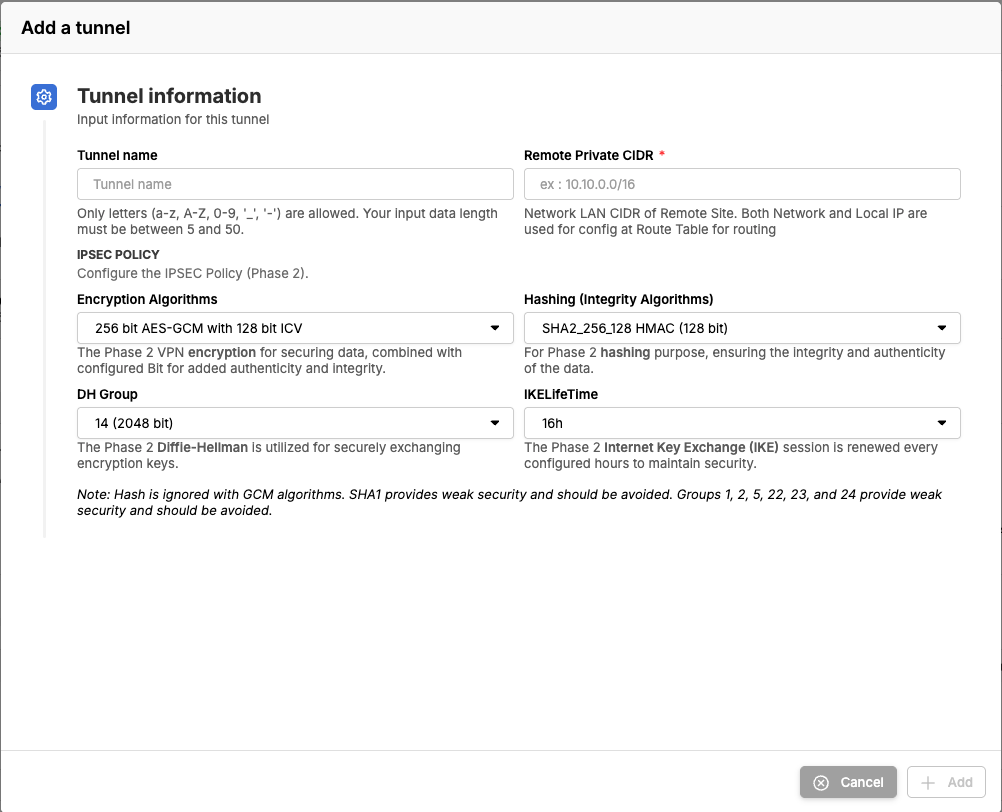 Add a tunnel
Tunnel information
Input information for this tunnel
Tunnel name
Tunnel name
Only letters (a-z, A-Z, 0-9, '_', '-') are allowed. Your input data length
must be between 5 and 50.
Remote Private CIDR *
ex : 10.10.0.0/16
Network LAN CIDR of Remote Site. Both Network and Local IP are
used for config at Route Table for routing
IPSEC POLICY
Configure the IPSEC Policy (Phase 2).
Encryption Algorithms
256 bit AES-GCM with 128 bit ICV
The Phase 2 VPN encryption for securing data, combined with
configured Bit for added authenticity and integrity.
Hashing (Integrity Algorithms)
SHA2_256_128 HMAC (128 bit)
For Phase 2 hashing purpose, ensuring the integrity and authenticity
of the data.
DH Group
14 (2048 bit)
The Phase 2 Diffie-Hellman is utilized for securely exchanging
encryption keys.
IKELifeTime
16h
The Phase 2 Internet Key Exchange (IKE) session is renewed every
configured hours to maintain security.
Note: Hash is ignored with GCM algorithms. SHA1 provides weak security and should be avoided. Groups 1, 2, 5, 22, 23, and 24 provide weak
security and should be avoided.
Cancel
Add